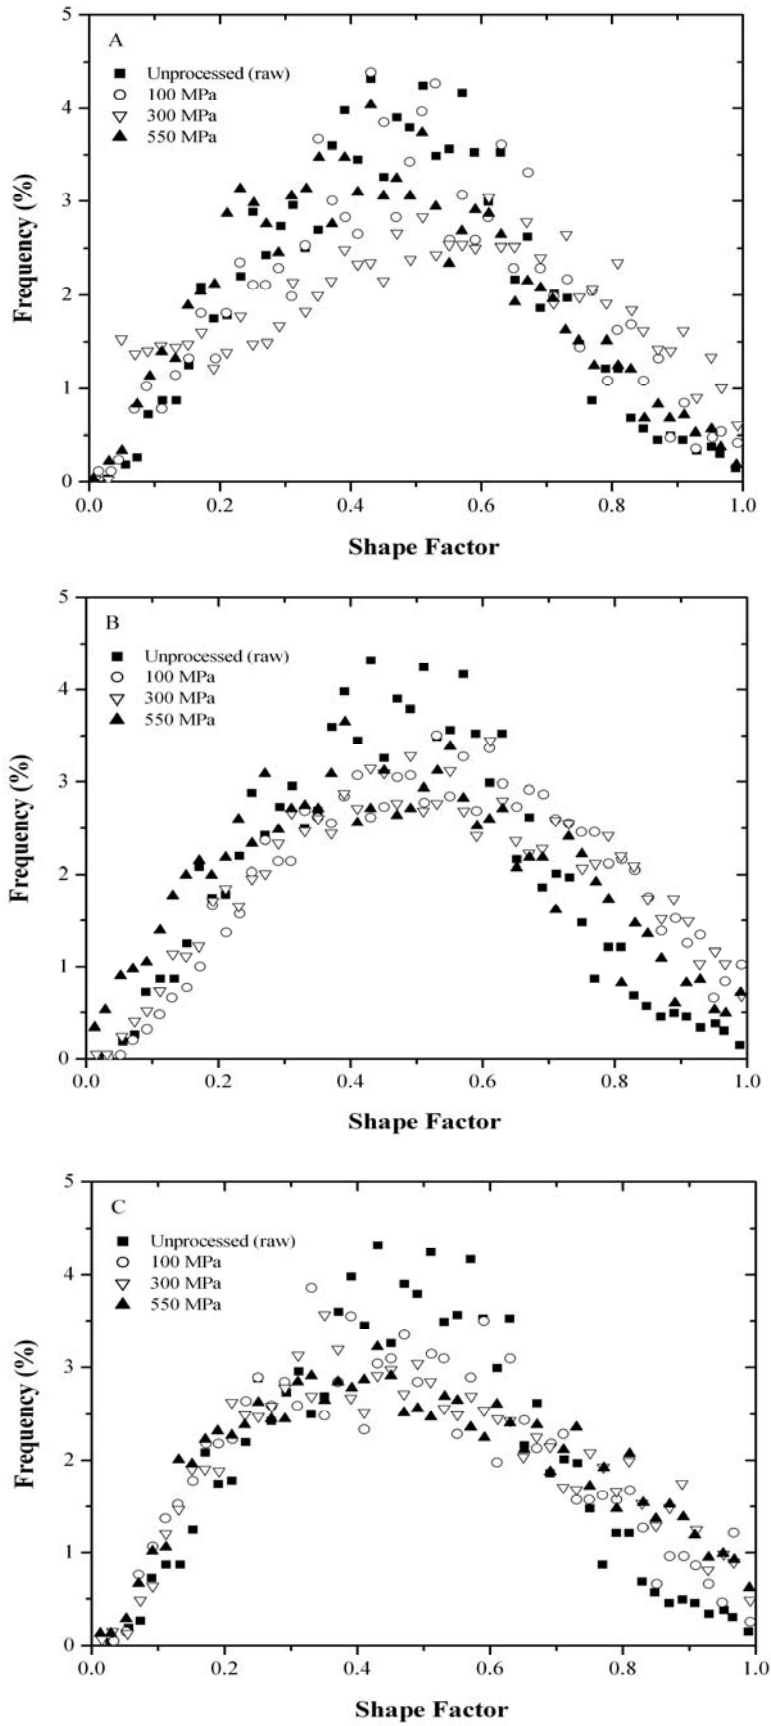 A
Unprocessed (raw)
100 MPa
300 MPa
550 MPa
5
4
3
2
1
0
Frequency (%)
0.0 0.2 0.4 0.6 0.8 1.0
Shape Factor
B
Unprocessed (raw)
100 MPa
300 MPa
550 MPa
5
4
3
2
1
0
Frequency (%)
0.0 0.2 0.4 0.6 0.8 1.0
Shape Factor
C
Unprocessed (raw)
100 MPa
300 MPa
550 MPa
5
4
3
2
1
0
Frequency (%)
0.0 0.2 0.4 0.6 0.8 1.0
Shape Factor